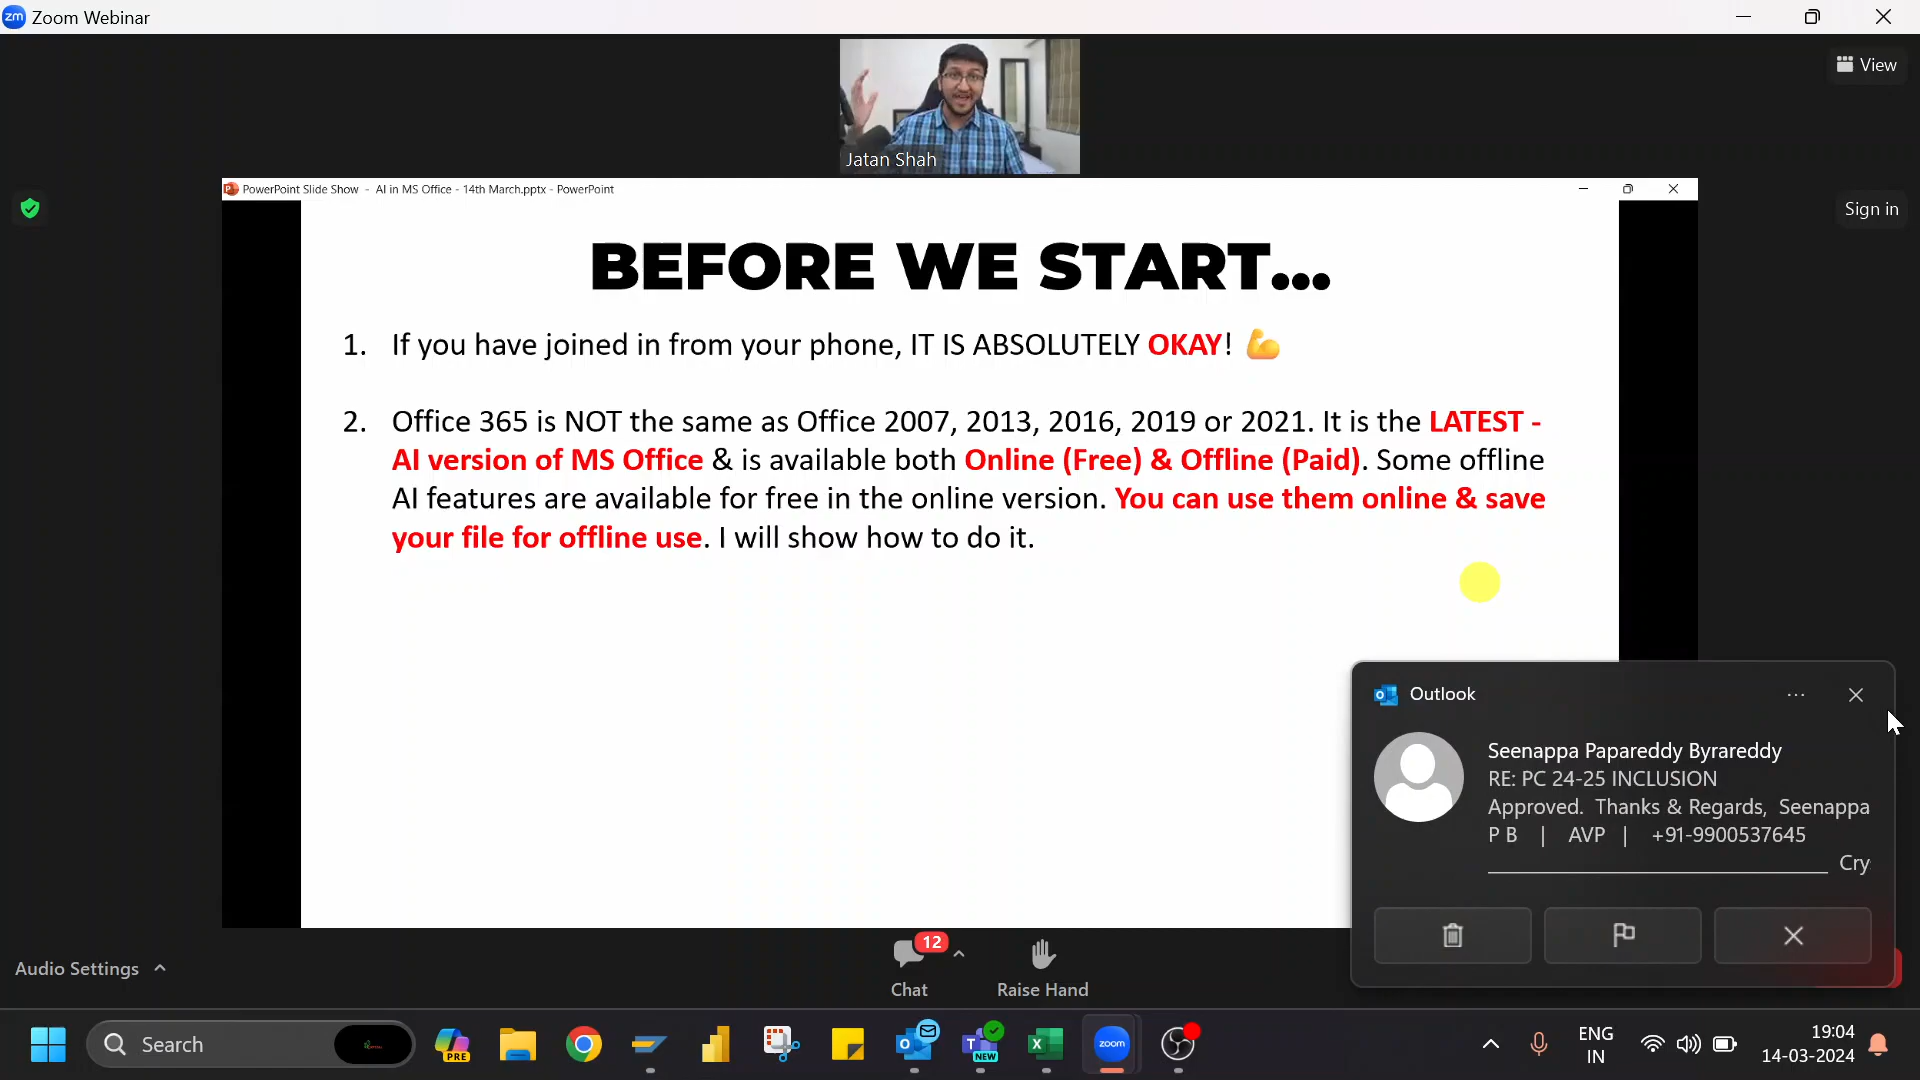 zm Zoom Webinar
View
Jatan Shah
PowerPoint Slide Show - AI in MS Office - 14th March.pptx - PowerPoint
Sign in
BEFORE WE START...
1. If you have joined in from your phone, IT IS ABSOLUTELY OKAY! 💪
2. Office 365 is NOT the same as Office 2007, 2013, 2016, 2019 or 2021. It is the LATEST -
AI version of MS Office & is available both Online (Free) & Offline (Paid). Some offline
AI features are available for free in the online version. You can use them online & save
your file for offline use. I will show how to do it.
Outlook
Seenappa Papareddy Byrareddy
RE: PC 24-25 INCLUSION
Approved. Thanks & Regards, Seenappa
P B | AVP | +91-9900537645
Cry
12
Audio Settings
Chat
Raise Hand
Search
PRE
NEW
zoom
ENG
IN
19:04
14-03-2024